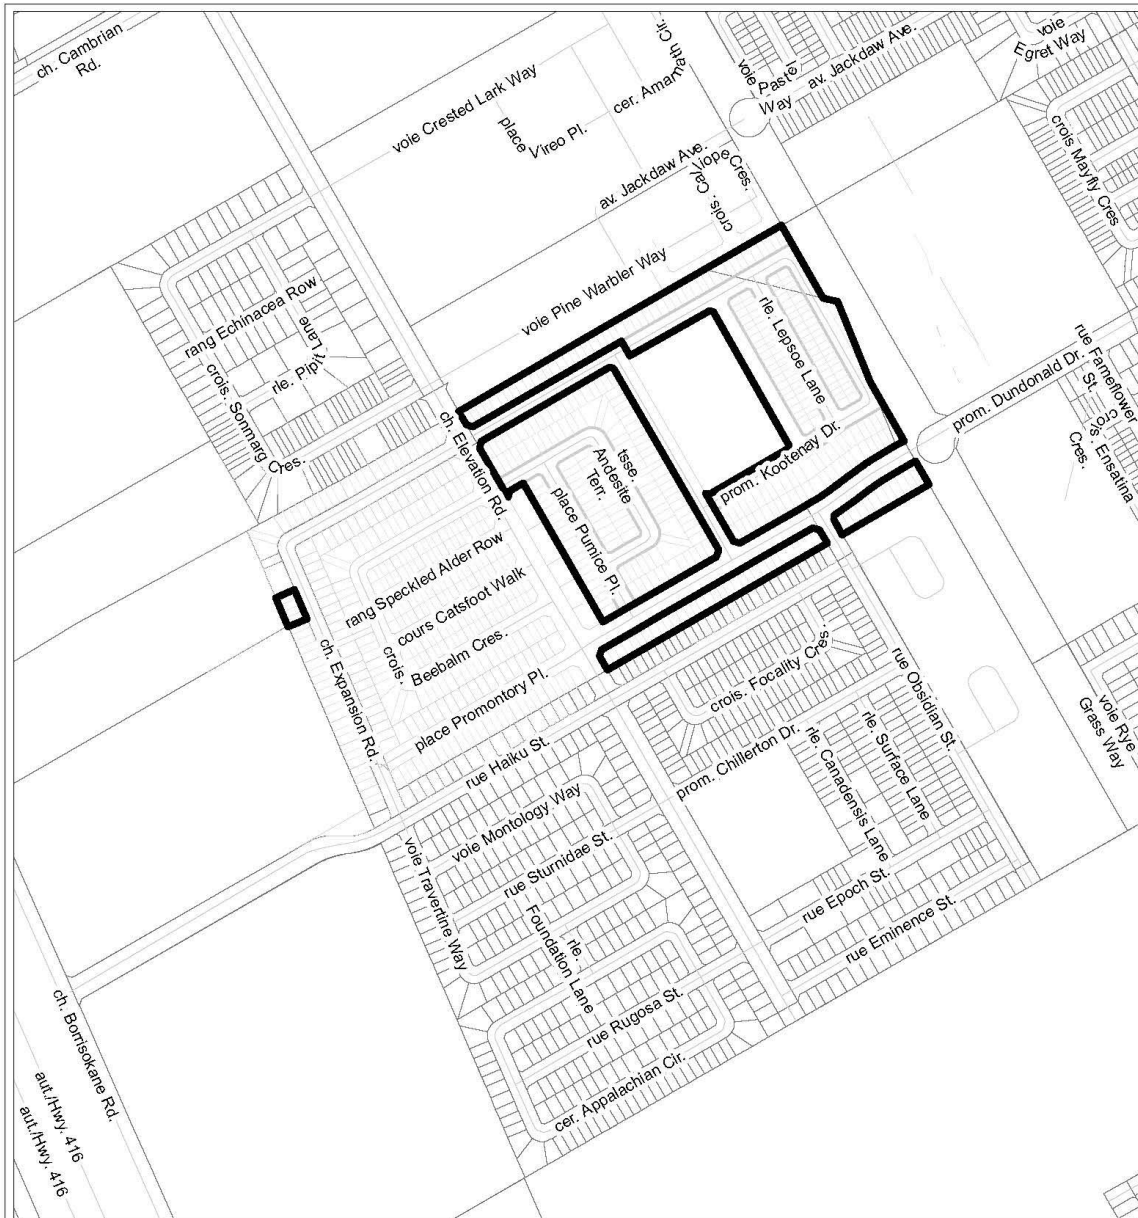 ch. Cambrian
Rd.
voie Crested Lark Way
place
Vireo Pl.
cer. Amarwath Cir.
voie
Pastel
Way
av. Jackdaw Ave.
voie
Egret Way
crois Mayfly Cres
av. Jackdaw Ave.
crois. Calliope Cres.
voie Pine Warbler Way
rang Echinacea Row
rle. Pipit Lane
crois. Sonmarg
Cres.
ch. Elevation Rd.
rle. Lepsoe Lane
prom. Kootenay Dr.
prom. Dundonald Dr.
rue Fameflower
St.
crois. Ensatina
Cres.
tsse.
Andesite
Terr.
place Pumice Pl.
rang Speckled Alder Row
cours Catsfoot Walk
crois.
Beebalm Cres.
place Promontory Pl.
ch. Expansion Rd.
rue Haiku St.
crois. Focality Cres.
rue Obsidian St.
voie Rye
Grass Way
prom. Chillerton Dr.
rle. Surface Lane
rle. Canadensis Lane
voie Montology Way
rue Sturnidae St.
voie Travertine Way
rle.
Foundation Lane
rue Epoch St.
rue Eminence St.
rue Rugosa St.
cer. Appalachian Cir.
ch. Borrisokane Rd.
aut./Hwy. 416
aut./Hwy. 416